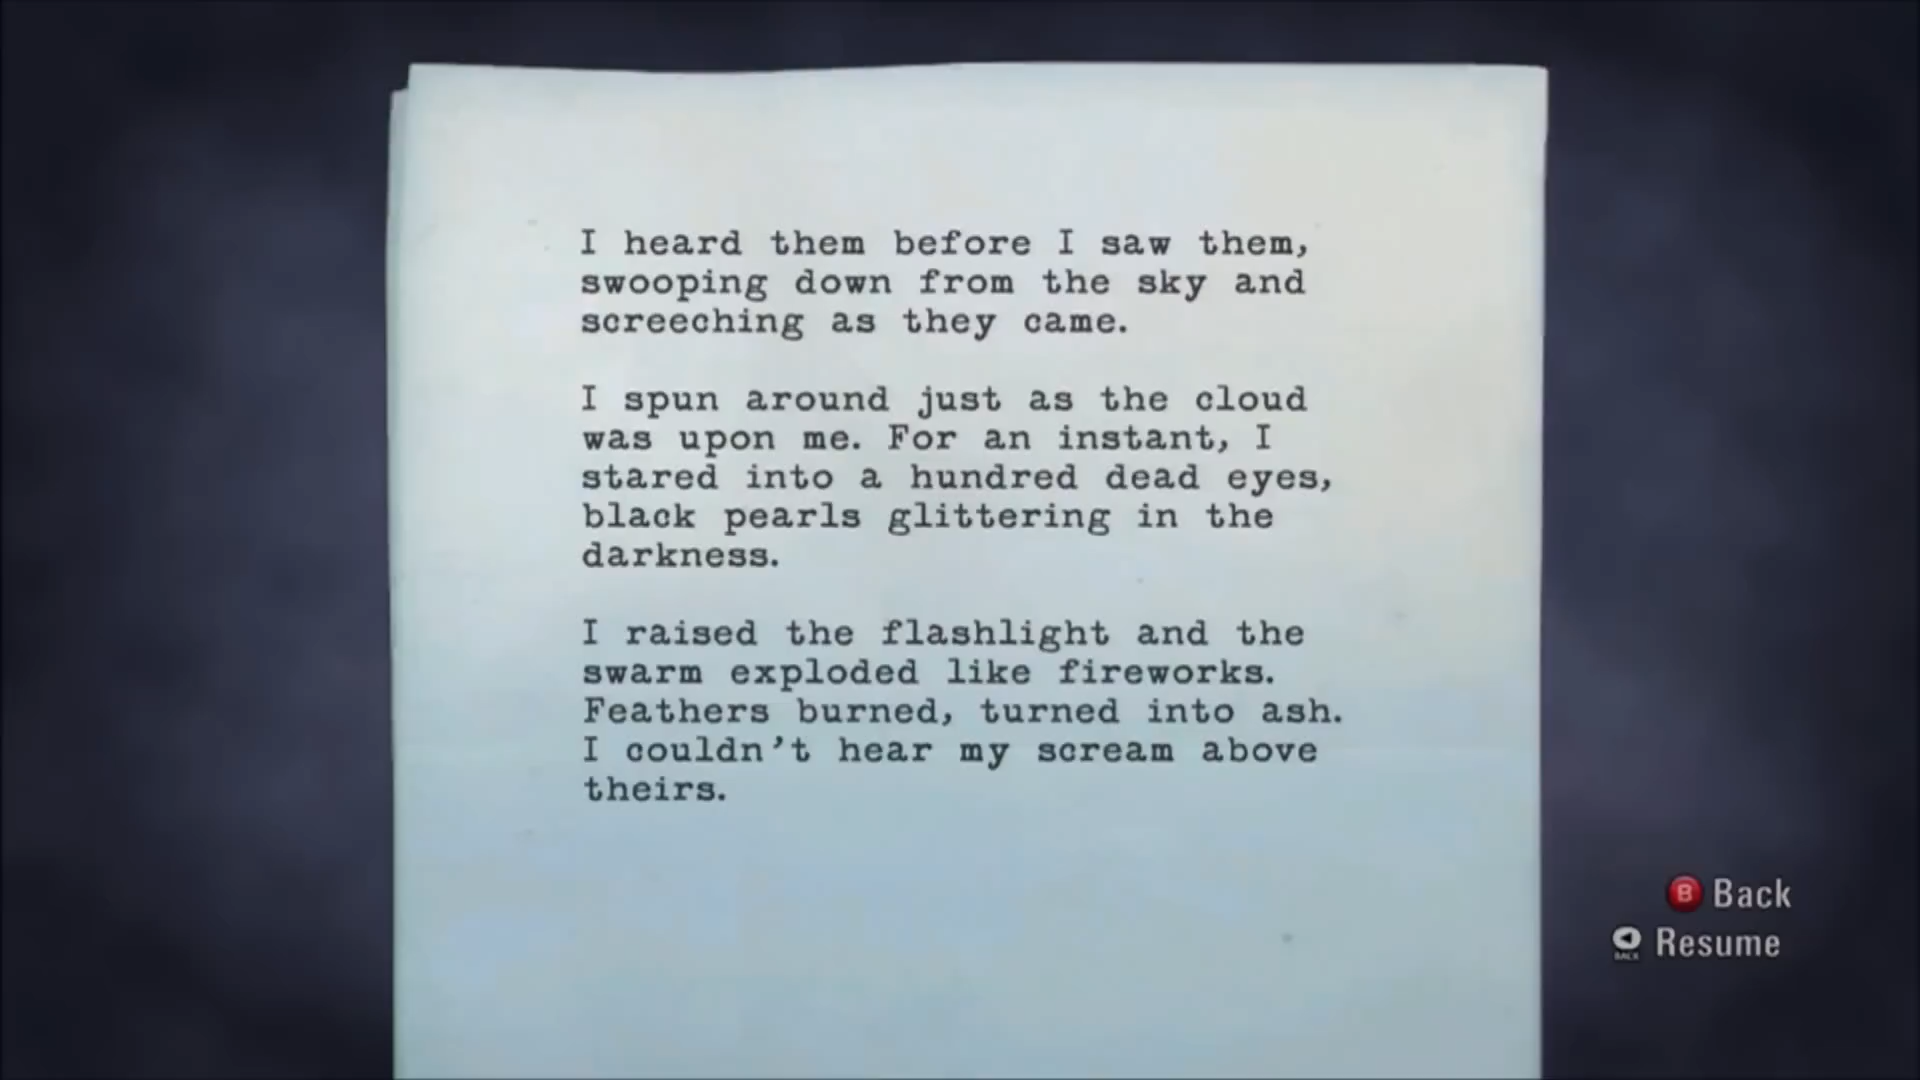 I heard them before I saw them,
swooping down from the sky and
screeching as they came.
I spun around just as the cloud
was upon me. For an instant, I
stared into a hundred dead eyes,
black pearls glittering in the
darkness.
I raised the flashlight and the
swarm exploded like fireworks.
Feathers burned, turned into ash.
I couldn't hear my scream above
theirs.
B Back
BACK Resume